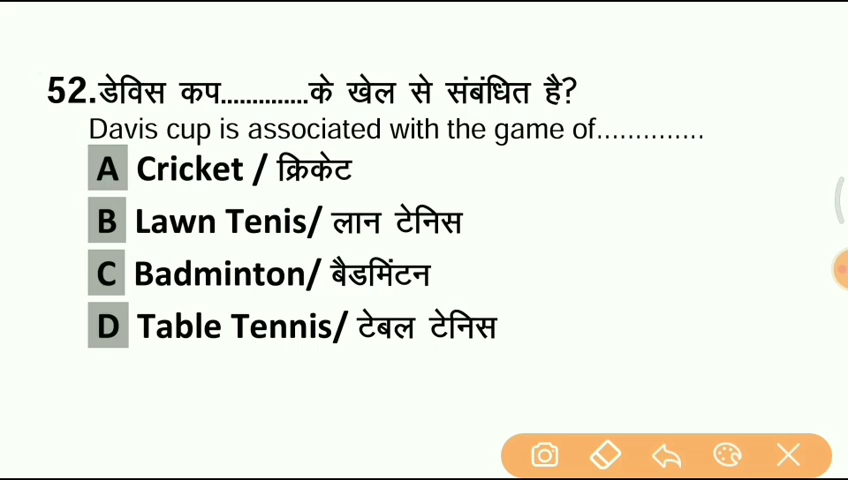 52.डेविस कप..............के खेल से संबंधित है?
Davis cup is associated with the game of..............
A Cricket / क्रिकेट
B Lawn Tenis/ लान टेनिस
C Badminton/ बैडमिंटन
D Table Tennis/ टेबल टेनिस